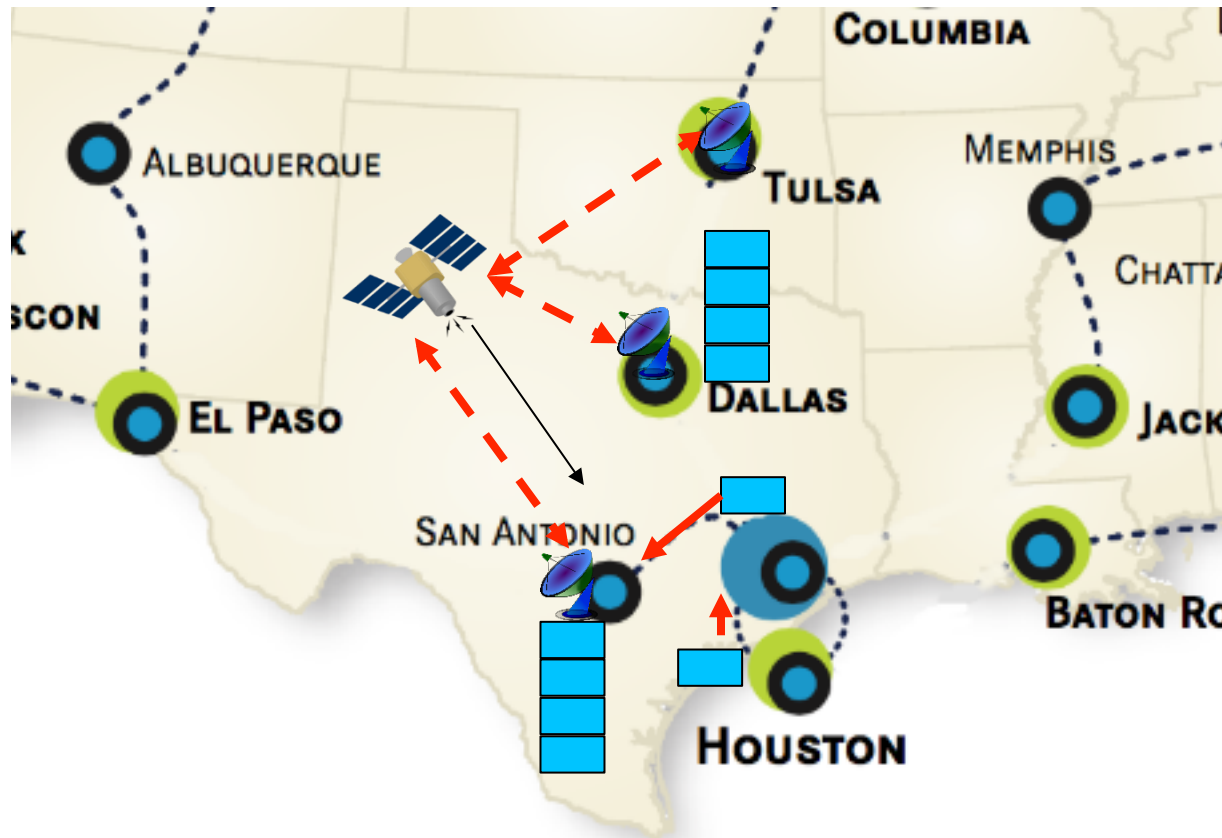 COLUMBIA
ALBUQUERQUE
MEMPHIS
TULSA
X
CHATTA
SCON
EL PASO
DALLAS
JACK
SAN ANTONIO
BATON RO
HOUSTON